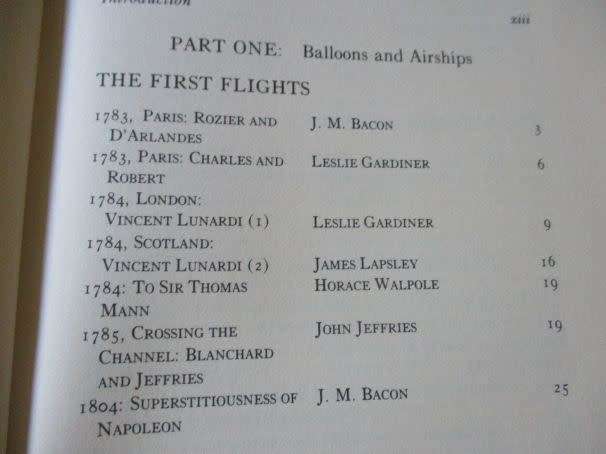 Introduction xiii
PART ONE: Balloons and Airships
THE FIRST FLIGHTS
1783, PARIS: ROZIER AND J. M. BACON 3
D'ARLANDES
1783, PARIS: CHARLES AND LESLIE GARDINER 6
ROBERT
1784, LONDON:
VINCENT LUNARDI (1) LESLIE GARDINER 9
1784, SCOTLAND:
VINCENT LUNARDI (2) JAMES LAPSLEY 16
1784: TO SIR THOMAS HORACE WALPOLE 19
MANN
1785, CROSSING THE JOHN JEFFRIES 19
CHANNEL: BLANCHARD
AND JEFFRIES
1804: SUPERSTITIOUSNESS OF J. M. BACON 25
NAPOLEON